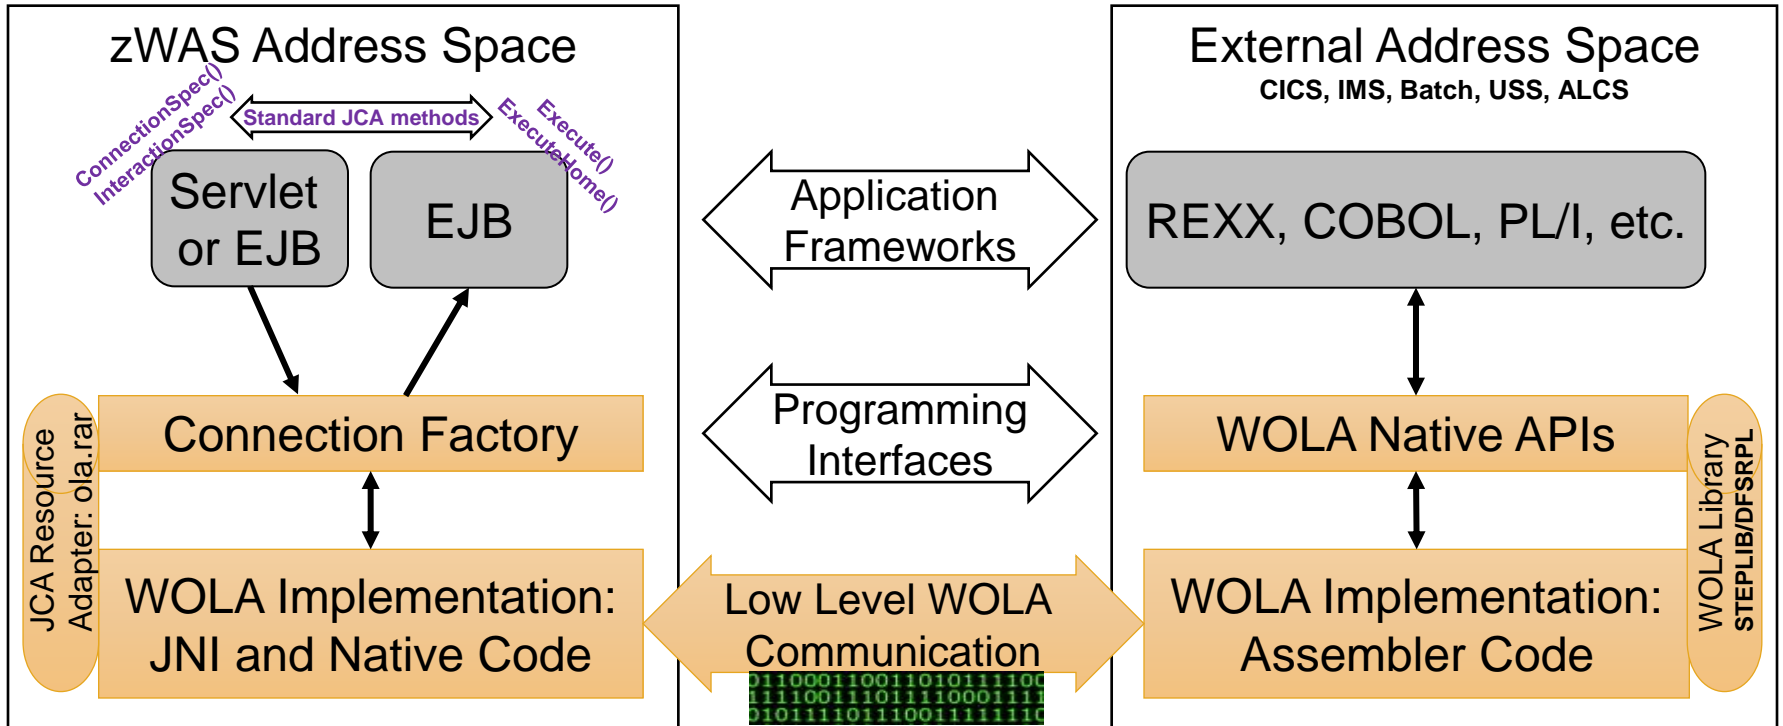 zWAS Address Space
ConnectionSpec()
InteractionSpec()
Standard JCA methods
Execute()
ExecuteHome()
Servlet
or EJB
EJB
Connection Factory
JCA Resource
Adapter: ola.rar
WOLA Implementation:
JNI and Native Code
Application
Frameworks
Programming
Interfaces
Low Level WOLA
Communication
External Address Space
CICS, IMS, Batch, USS, ALCS
REXX, COBOL, PL/I, etc.
WOLA Native APIs
WOLA Library
STEPLIB/DFSRPL
WOLA Implementation:
Assembler Code